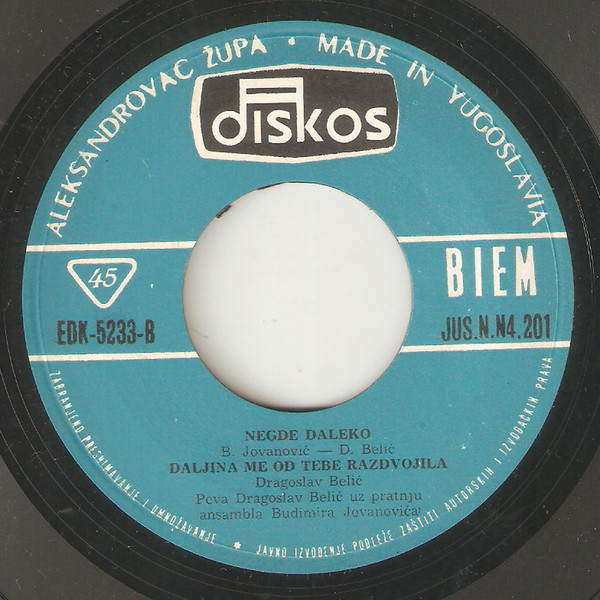 ALEKSANDROVAC ŽUPA • MADE IN YUGOSLAVIA
DISKOS
45
BIEM
EDK-5233-B
JUS.N.N4.201
NEGDE DALEKO
B. Jovanović — D. Belić
DALJINA ME OD TEBE RAZDVOJILA
Dragoslav Belić
Peva Dragoslav Belić uz pratnju
ansambla Budimira Jovanovića
ZABRANJENO PRESNIMAVANJE I UMNOŽAVANJE * JAVNO IZVOĐENJE PODLEŽE ZAŠTITI AUTORSKIH I IZVOĐAČKIH PRAVA